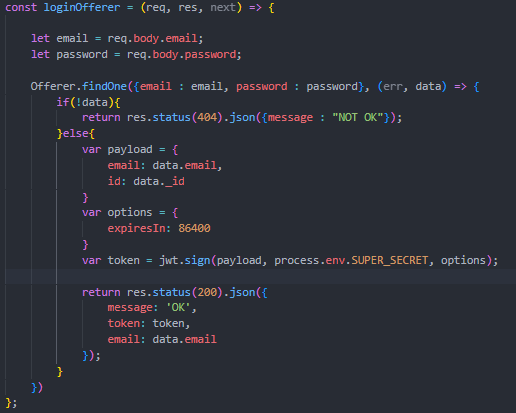 const loginOfferer = (req, res, next) => {
let email = req.body.email;
let password = req.body.password;
Offerer.findOne({email : email, password : password}, (err, data) => {
if(!data){
return res.status(404).json({message : "NOT OK"});
}else{
var payload = {
email: data.email,
id: data._id
}
var options = {
expiresIn: 86400
}
var token = jwt.sign(payload, process.env.SUPER_SECRET, options);
return res.status(200).json({
message: 'OK',
token: token,
email: data.email
});
}
})
};